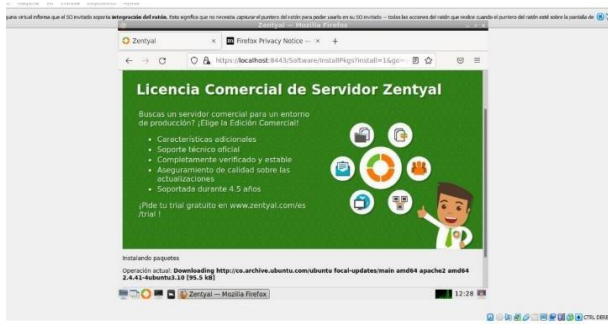 guna virtual informa que el SO invitado soporta integración del ratón. Esto significa que no necesita capturar el puntero del ratón para poder usarlo en su SO invitado — todas las acciones del ratón que realice cuando el puntero del ratón esté sobre la pantalla de
Zentyal — Mozilla Firefox
Zentyal × Firefox Privacy Notice — × +
https://localhost:8443/Software/InstallPkgs?install=1&go=
Licencia Comercial de Servidor Zentyal
Buscas un servidor comercial para un entorno
de producción? ¡Elige la Edición Comercial!
• Características adicionales
• Soporte técnico oficial
• Completamente verificado y estable
• Aseguramiento de calidad sobre las
actualizaciones
• Soportada durante 4.5 años
¡Pide tu trial gratuito en www.zentyal.com/es
/trial !
Instalando paquetes
Operación actual: Downloading http://co.archive.ubuntu.com/ubuntu focal-updates/main amd64 apache2 amd64
2.4.41-4ubuntu3.10 [95.5 kB]
Zentyal — Mozilla Firefox 12:28
CTRL DERE